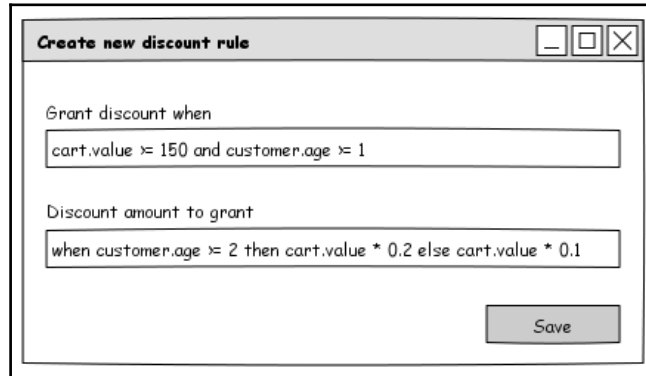 Create new discount rule
Grant discount when
cart.value >= 150 and customer.age >= 1
Discount amount to grant
when customer.age >= 2 then cart.value * 0.2 else cart.value * 0.1
Save